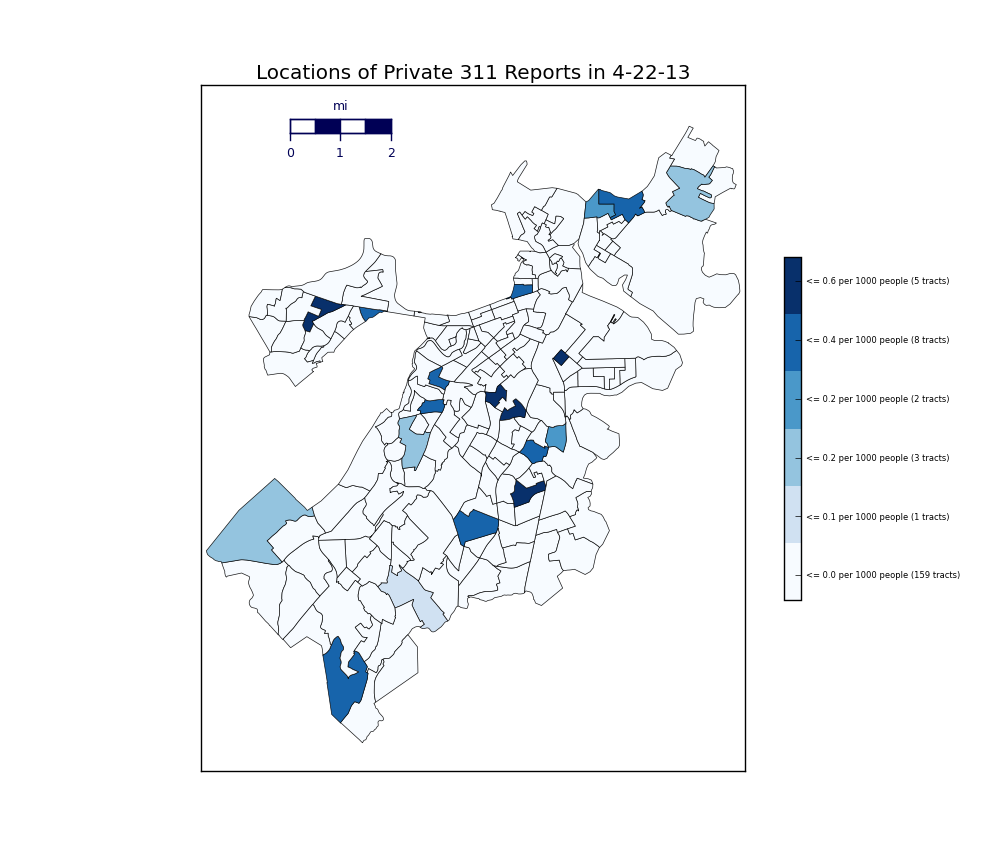 Locations of Private 311 Reports in 4-22-13
mi
0 1 2
<= 0.6 per 1000 people (5 tracts)
<= 0.4 per 1000 people (8 tracts)
<= 0.2 per 1000 people (2 tracts)
<= 0.2 per 1000 people (3 tracts)
<= 0.1 per 1000 people (1 tracts)
<= 0.0 per 1000 people (159 tracts)